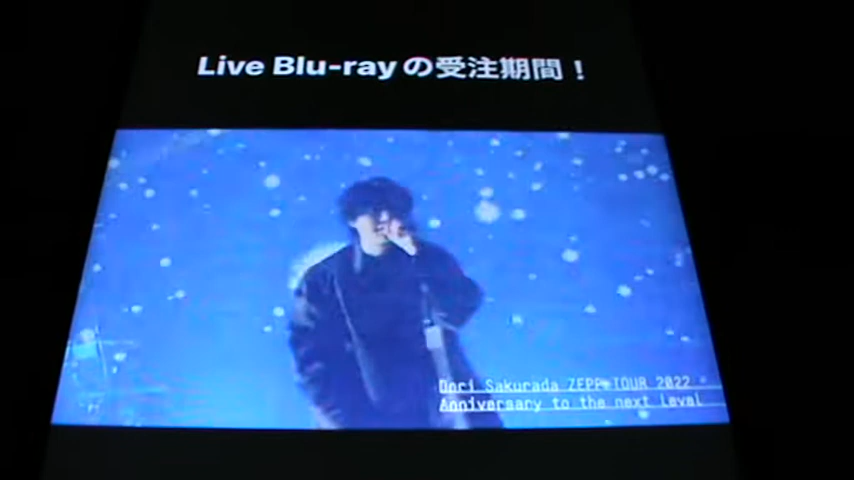 Live Blu-rayの受注期間！
Dori Sakurada ZEPP TOUR 2022
Anniversary to the next Level